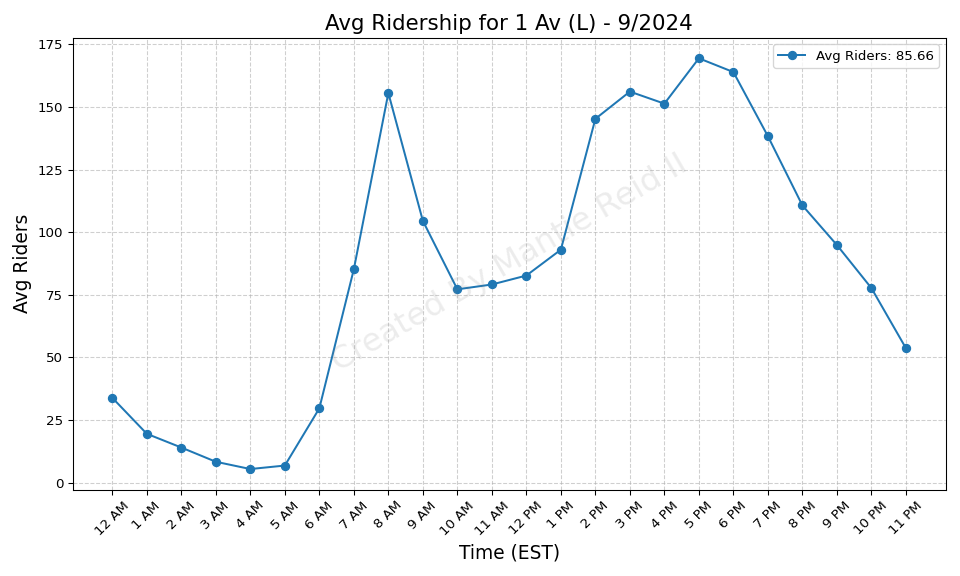 Avg Ridership for 1 Av (L) - 9/2024
Avg Riders: 85.66
175
150
125
100
75
50
25
0
Avg Riders
Created By Mantie Reid II
12 AM
1 AM
2 AM
3 AM
4 AM
5 AM
6 AM
7 AM
8 AM
9 AM
10 AM
11 AM
12 PM
1 PM
2 PM
3 PM
4 PM
5 PM
6 PM
7 PM
8 PM
9 PM
10 PM
11 PM
Time (EST)